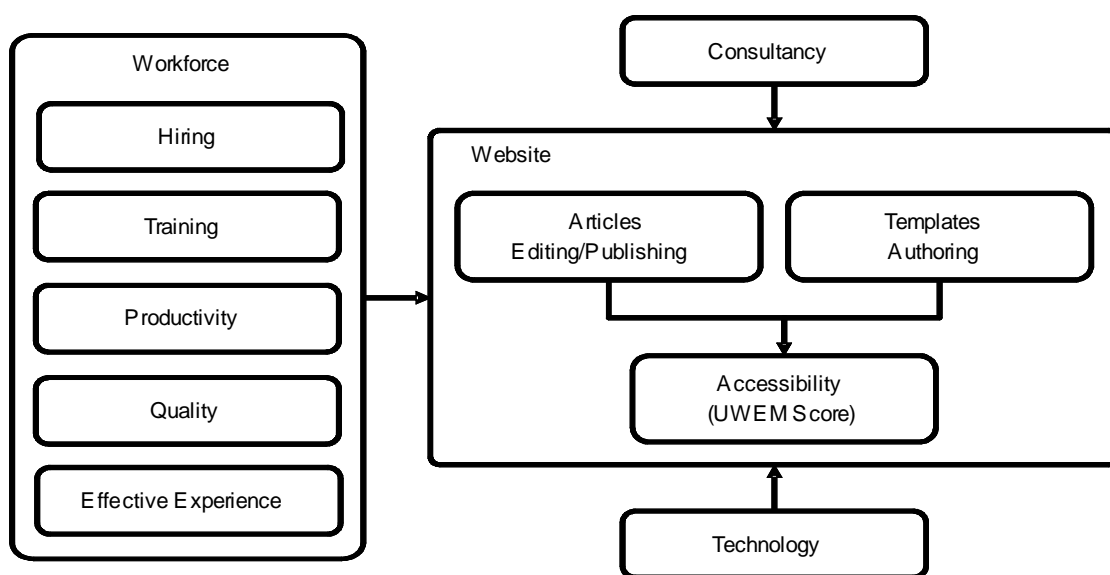 Workforce
Hiring
Training
Productivity
Quality
Effective Experience
Consultancy
Website
Articles
Editing/Publishing
Templates
Authoring
Accessibility
(UWEM Score)
Technology